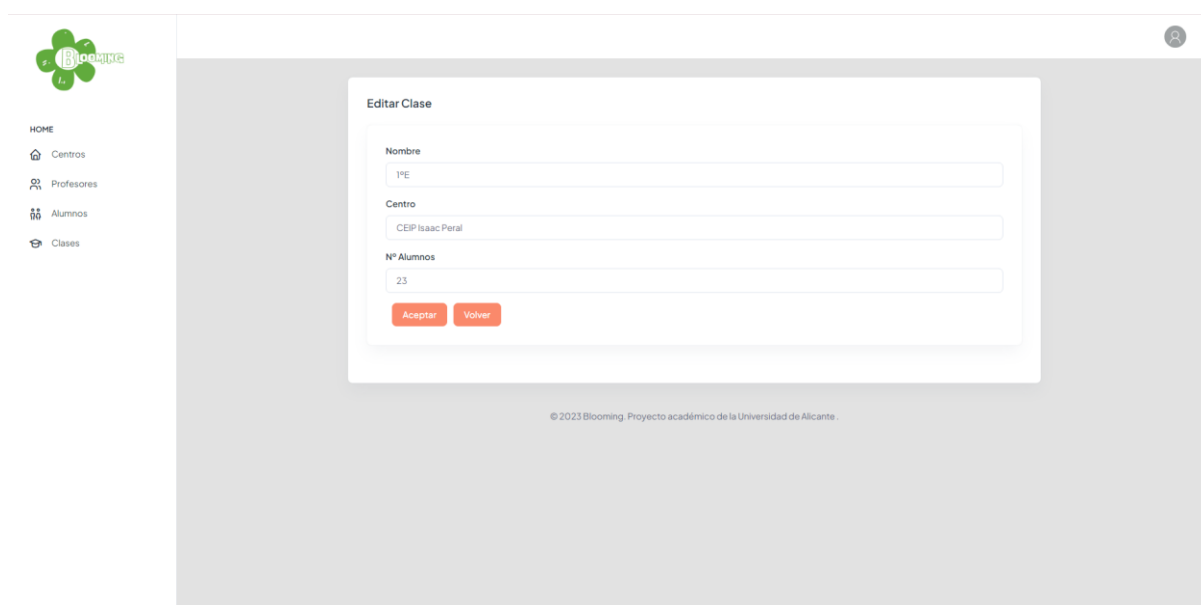 BLOOMING
HOME
Centros
Profesores
Alumnos
Clases
Editar Clase
Nombre
1ºE
Centro
CEIP Isaac Peral
Nº Alumnos
23
Aceptar Volver
© 2023 Blooming. Proyecto académico de la Universidad de Alicante .